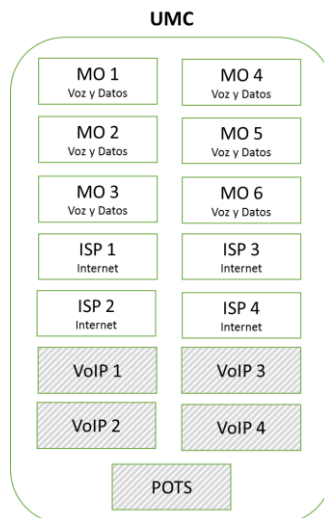 UMC
MO 1
Voz y Datos
MO 4
Voz y Datos
MO 2
Voz y Datos
MO 5
Voz y Datos
MO 3
Voz y Datos
MO 6
Voz y Datos
ISP 1
Internet
ISP 3
Internet
ISP 2
Internet
ISP 4
Internet
VoIP 1
VoIP 3
VoIP 2
VoIP 4
POTS